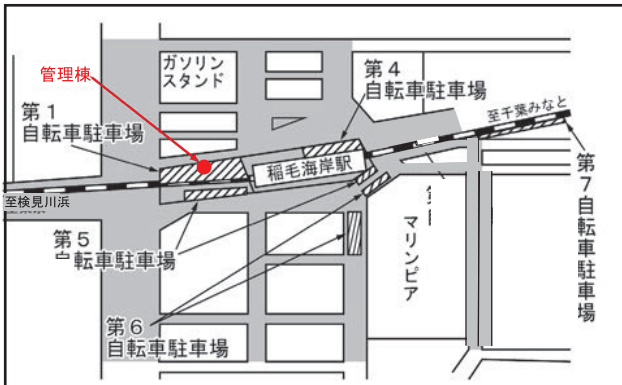 ガソリン
スタンド
管理棟
第4
自転車駐車場
第1
自転車駐車場
至千葉みなと
稲毛海岸駅
至検見川浜
第5
自転車駐車場
第7自転車駐車場
マリンピア
第6
自転車駐車場